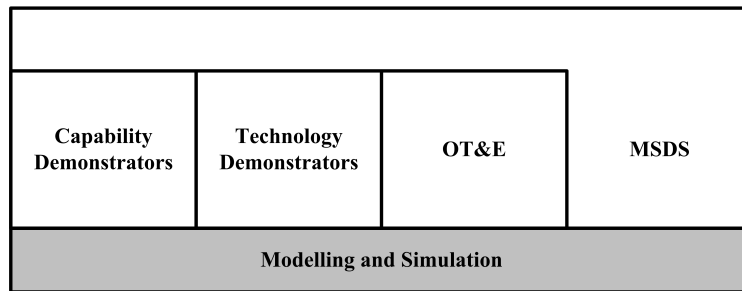 Capability
Demonstrators
Technology
Demonstrators
OT&E
MSDS
Modelling and Simulation